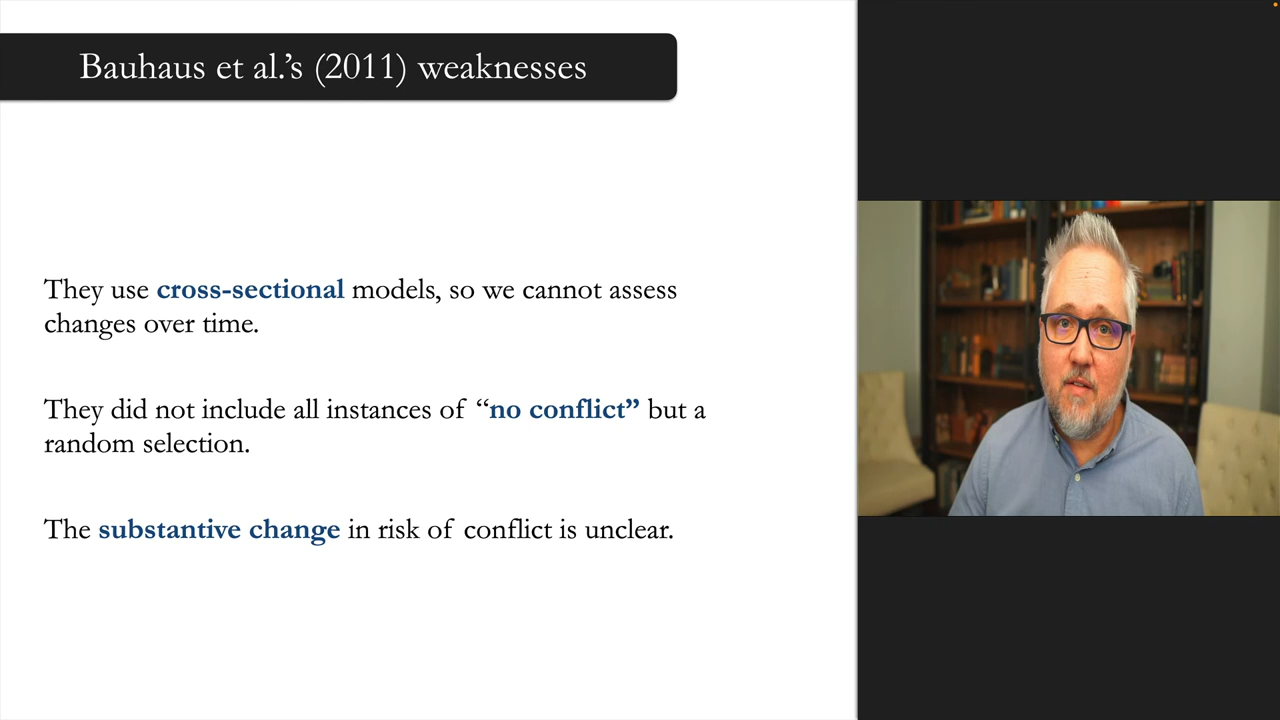 Bauhaus et al.’s (2011) weaknesses
They use cross-sectional models, so we cannot assess
changes over time.
They did not include all instances of “no conflict” but a
random selection.
The substantive change in risk of conflict is unclear.